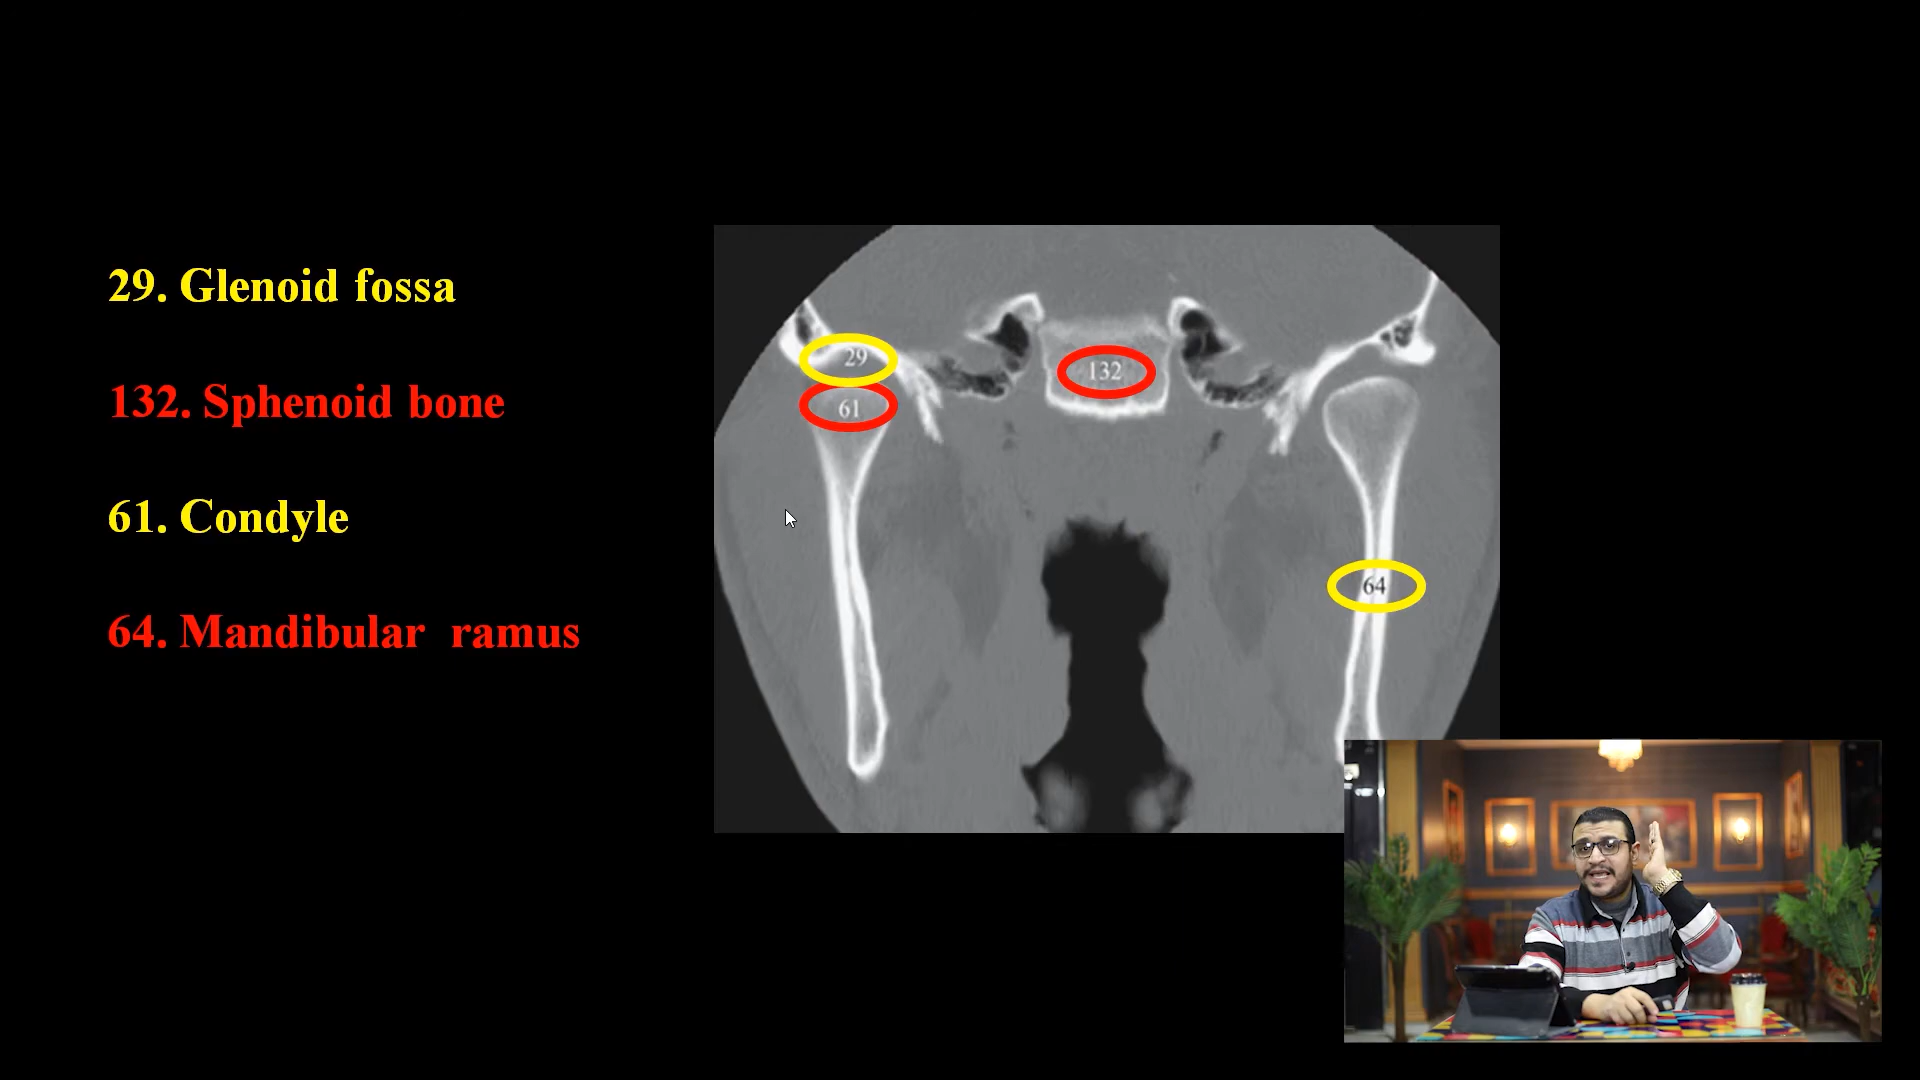 29. Glenoid fossa
132. Sphenoid bone
61. Condyle
64. Mandibular ramus
29
132
61
64